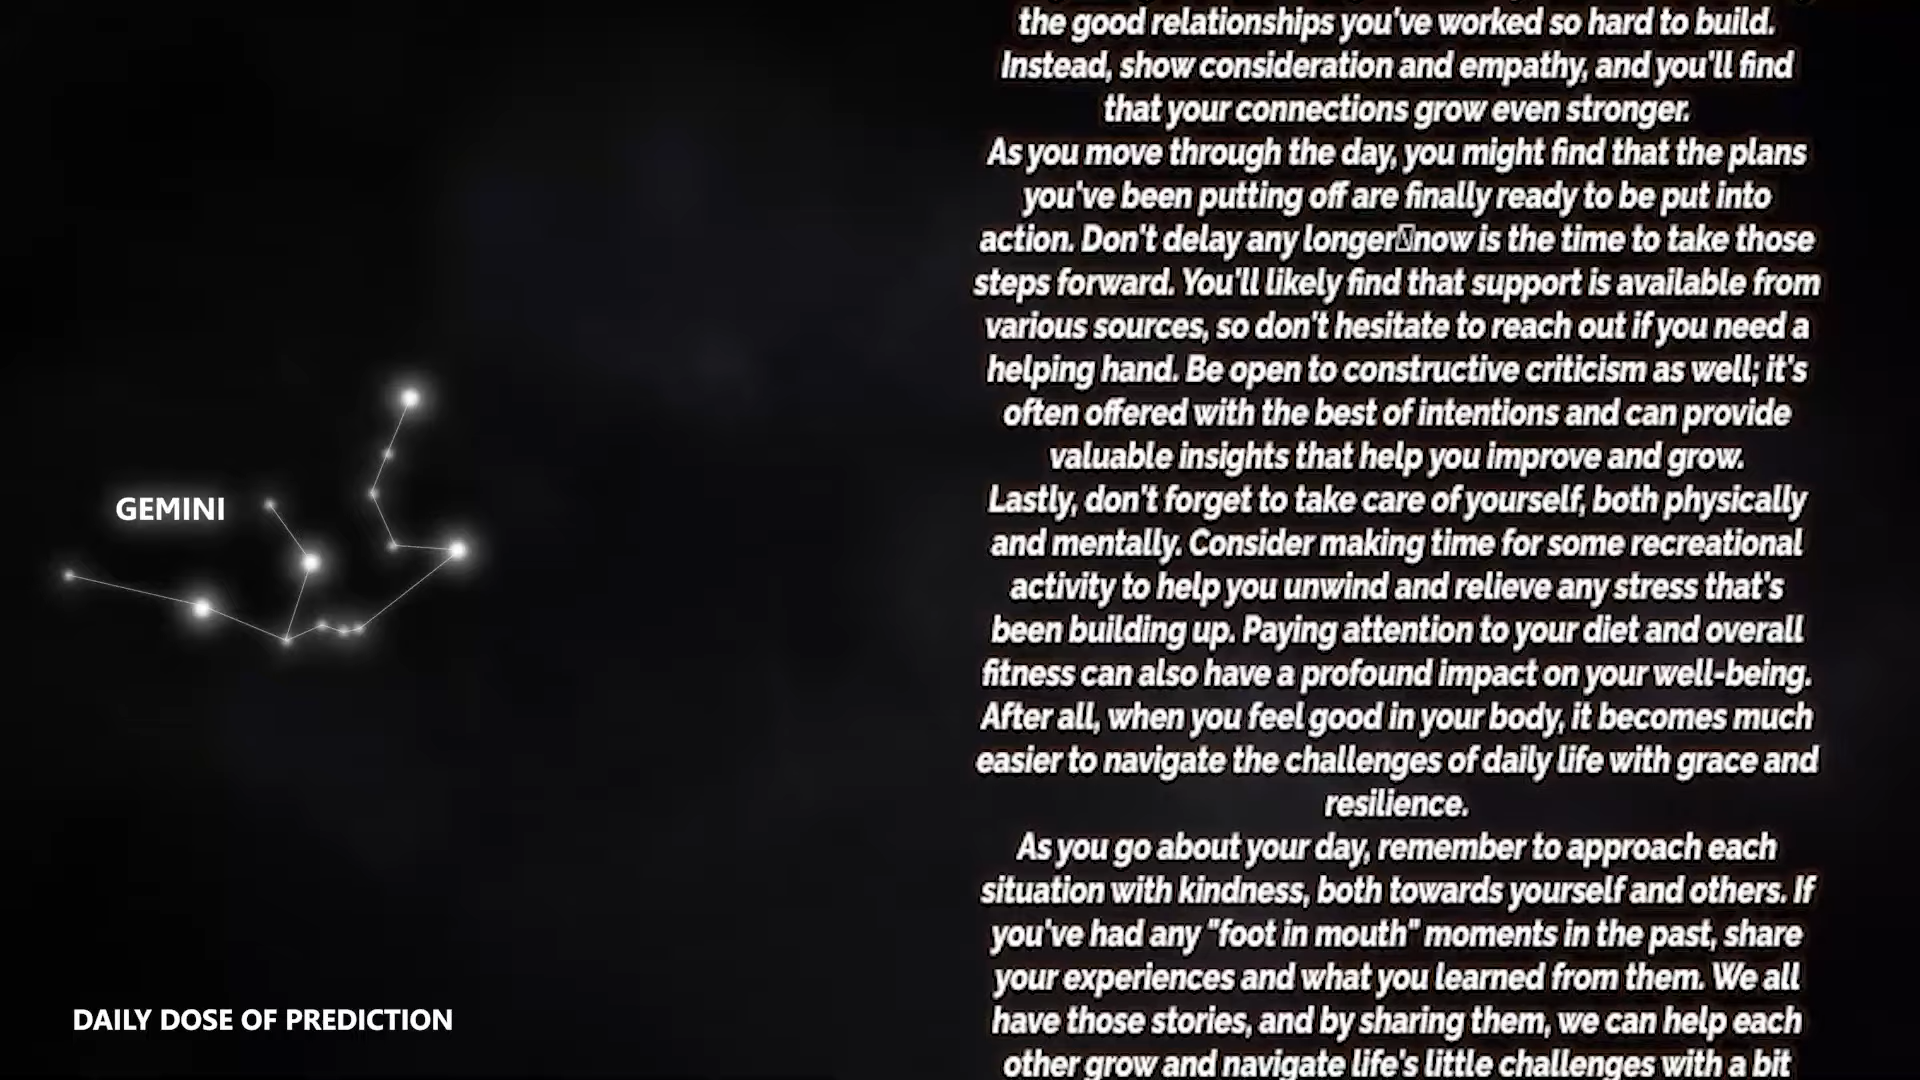 the good relationships you've worked so hard to build.
Instead, show consideration and empathy, and you'll find
that your connections grow even stronger.
As you move through the day, you might find that the plans
you've been putting off are finally ready to be put into
action. Don't delay any longer▯now is the time to take those
steps forward. You'll likely find that support is available from
various sources, so don't hesitate to reach out if you need a
helping hand. Be open to constructive criticism as well; it's
often offered with the best of intentions and can provide
valuable insights that help you improve and grow.
Lastly, don't forget to take care of yourself, both physically
and mentally. Consider making time for some recreational
activity to help you unwind and relieve any stress that's
been building up. Paying attention to your diet and overall
fitness can also have a profound impact on your well-being.
After all, when you feel good in your body, it becomes much
easier to navigate the challenges of daily life with grace and
resilience.
As you go about your day, remember to approach each
situation with kindness, both towards yourself and others. If
you've had any "foot in mouth" moments in the past, share
your experiences and what you learned from them. We all
have those stories, and by sharing them, we can help each
other grow and navigate life's little challenges with a bit
GEMINI
DAILY DOSE OF PREDICTION